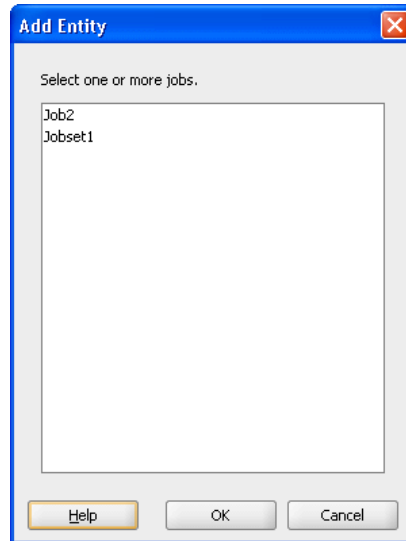 Add Entity
Select one or more jobs.
Job2
Jobset1
Help OK Cancel